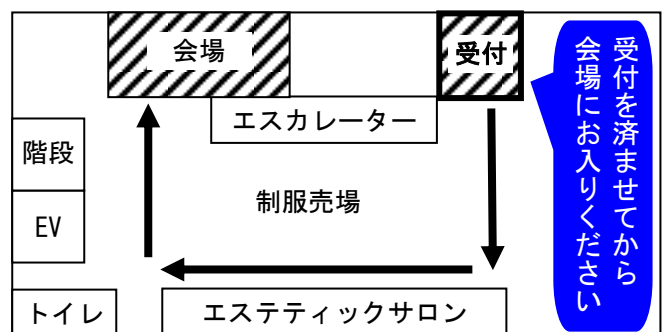 会場
受付
受付を済ませてから
会場にお入りください
エスカレーター
階段
制服売場
EV
トイレ
エステティックサロン